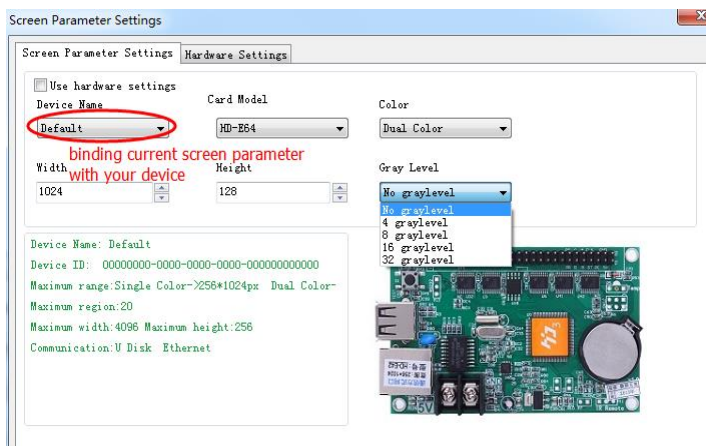 Screen Parameter Settings
Screen Parameter Settings Hardware Settings
Use hardware settings
Device Name Card Model Color
Default HD-E64 Dual Color
binding current screen parameter
with your device
Width Height Gray Level
1024 128 No graylevel
No graylevel
4 graylevel
8 graylevel
16 graylevel
32 graylevel
Device Name: Default
Device ID: 00000000-0000-0000-0000-000000000000
Maximum range:Single Color->256*1024px Dual Color-
Maximum region:20
Maximum width:4096 Maximum height:256
Communication:U Disk Ethernet
5V